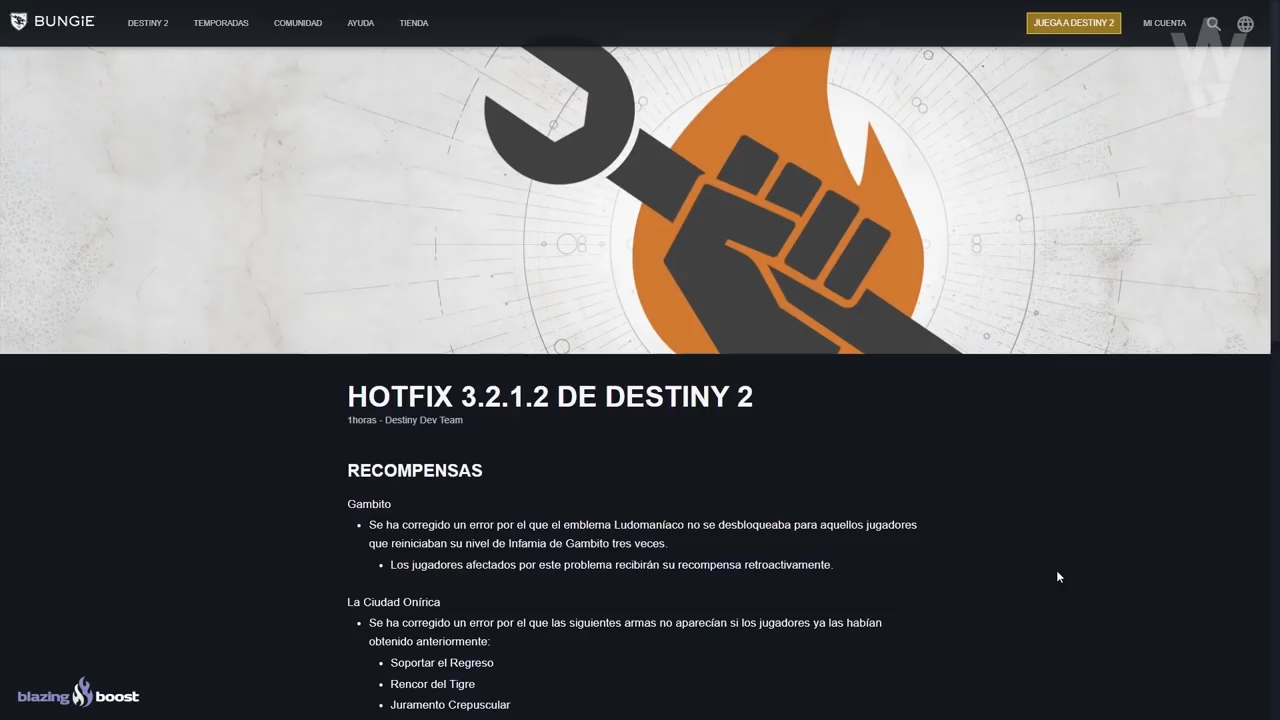 BUNGiE
DESTINY 2
TEMPORADAS
COMUNIDAD
AYUDA
TIENDA
JUEGA A DESTINY 2
MI CUENTA
W
HOTFIX 3.2.1.2 DE DESTINY 2
1horas - Destiny Dev Team
RECOMPENSAS
Gambito
• Se ha corregido un error por el que el emblema Ludomaníaco no se desbloqueaba para aquellos jugadores
que reiniciaban su nivel de Infamia de Gambito tres veces.
• Los jugadores afectados por este problema recibirán su recompensa retroactivamente.
La Ciudad Onírica
• Se ha corregido un error por el que las siguientes armas no aparecían si los jugadores ya las habían
obtenido anteriormente:
• Soportar el Regreso
• Rencor del Tigre
• Juramento Crepuscular
blazing boost